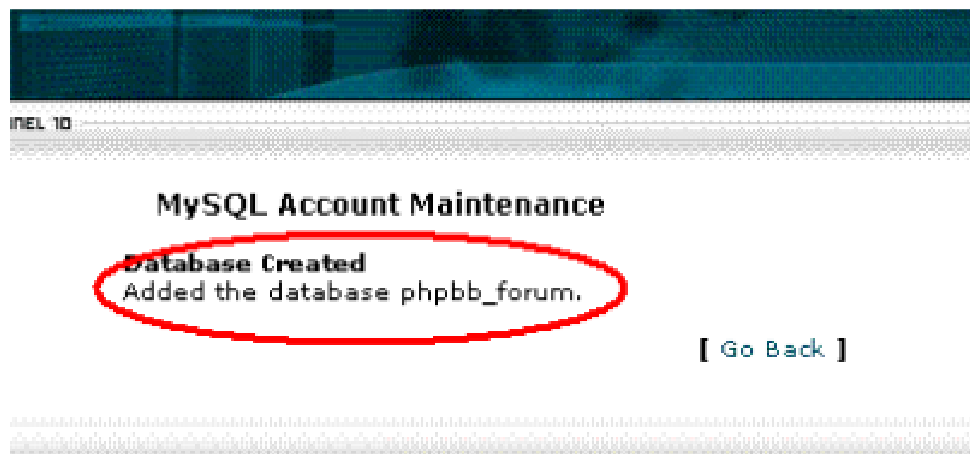 NEL 10
MySQL Account Maintenance
Database Created
Added the database phpbb_forum.
[ Go Back ]